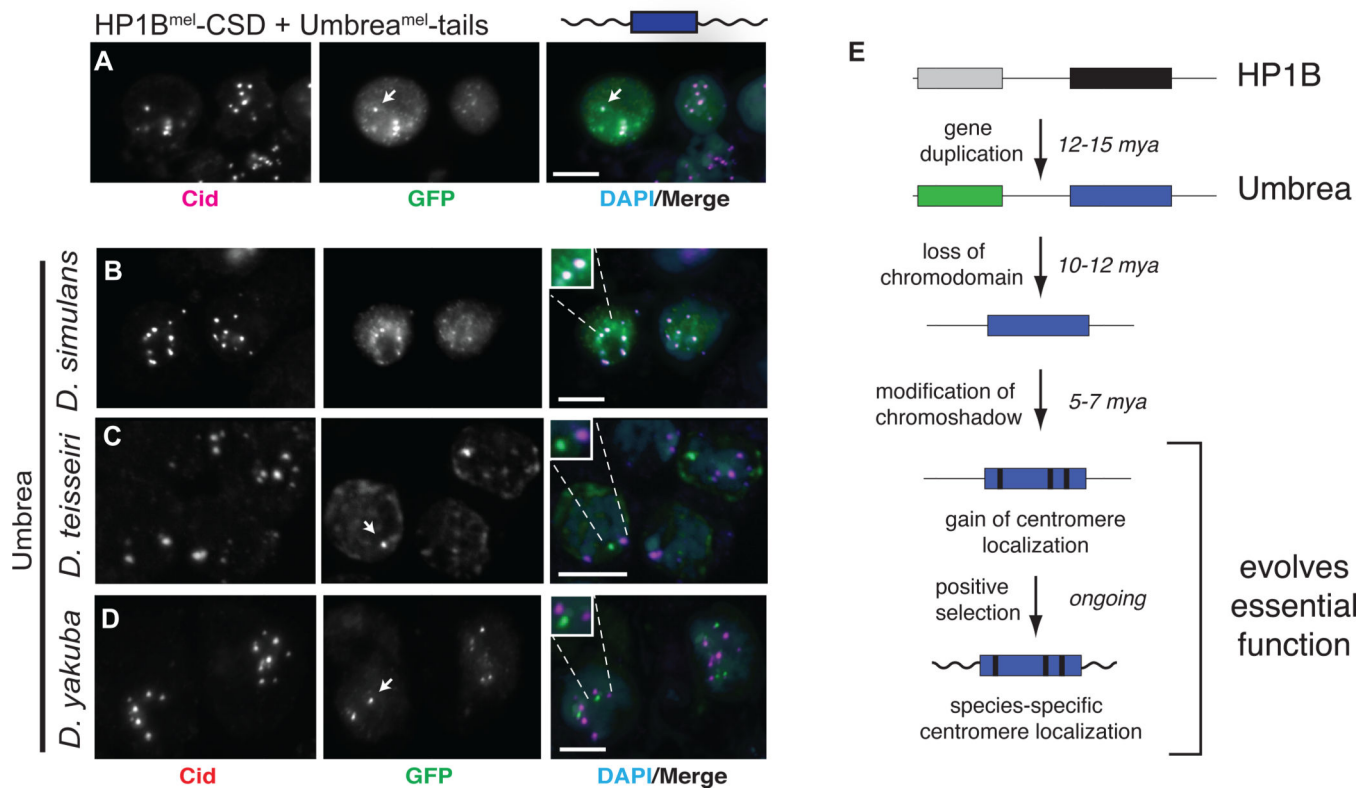 HP1Bmel-CSD + Umbreamel-tails
A
Cid
GFP
DAPI/Merge
Umbrea
D. simulans
B
D. teisseiri
C
D. yakuba
D
Cid
GFP
DAPI/Merge
E
HP1B
gene
duplication
12-15 mya
Umbrea
loss of
chromodomain
10-12 mya
modification of
chromoshadow
5-7 mya
gain of centromere
localization
positive
selection
ongoing
species-specific
centromere localization
evolves
essential
function